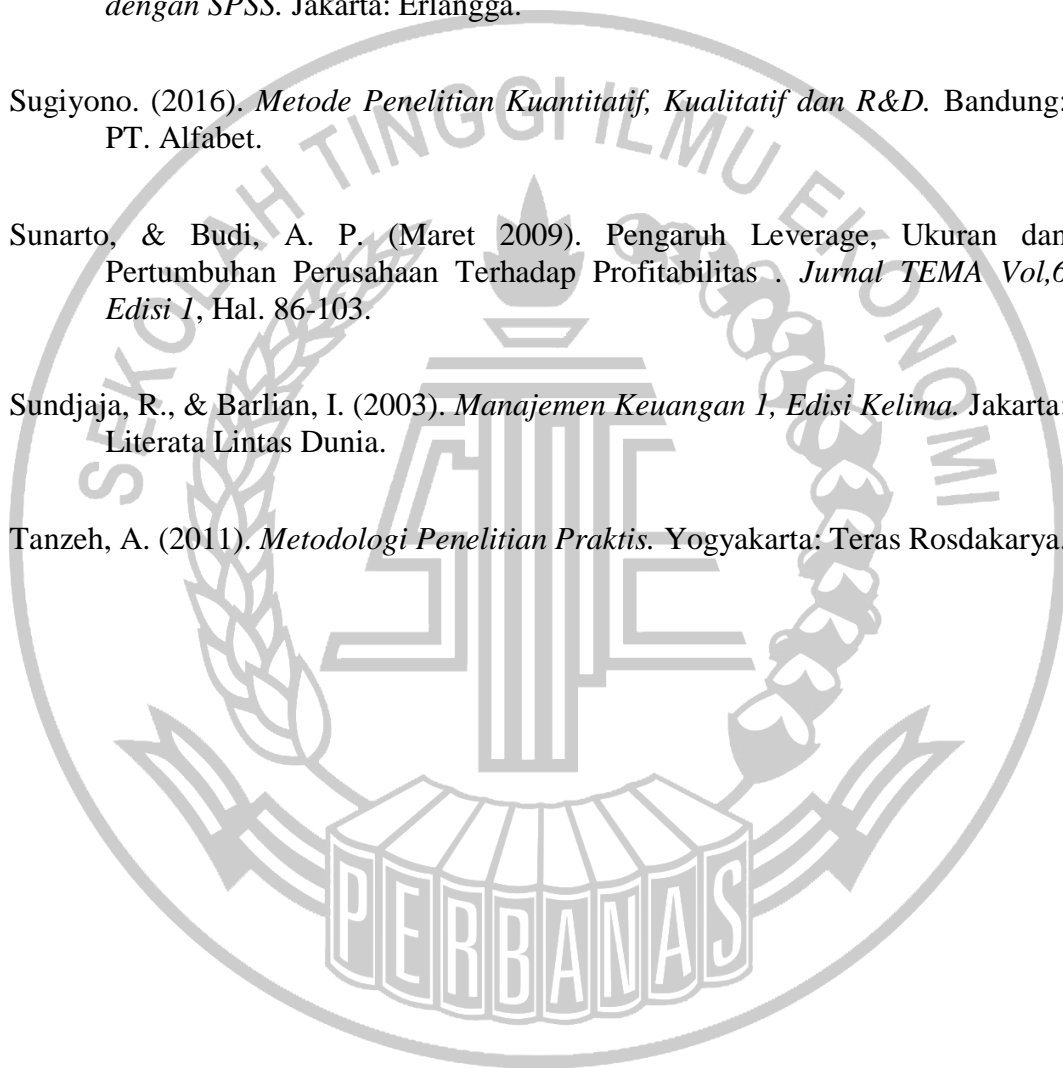 dengan SPSS. Jakarta: Erlangga.
Sugiyono. (2016). Metode Penelitian Kuantitatif, Kualitatif dan R&D. Bandung:
PT. Alfabet.
Sunarto, & Budi, A. P. (Maret 2009). Pengaruh Leverage, Ukuran dan
Pertumbuhan Perusahaan Terhadap Profitabilitas . Jurnal TEMA Vol,6
Edisi 1, Hal. 86-103.
Sundjaja, R., & Barlian, I. (2003). Manajemen Keuangan 1, Edisi Kelima. Jakarta:
Literata Lintas Dunia.
Tanzeh, A. (2011). Metodologi Penelitian Praktis. Yogyakarta: Teras Rosdakarya.
SEKOLAH TINGGI ILMU EKONOMI
STIE
PERBANAS